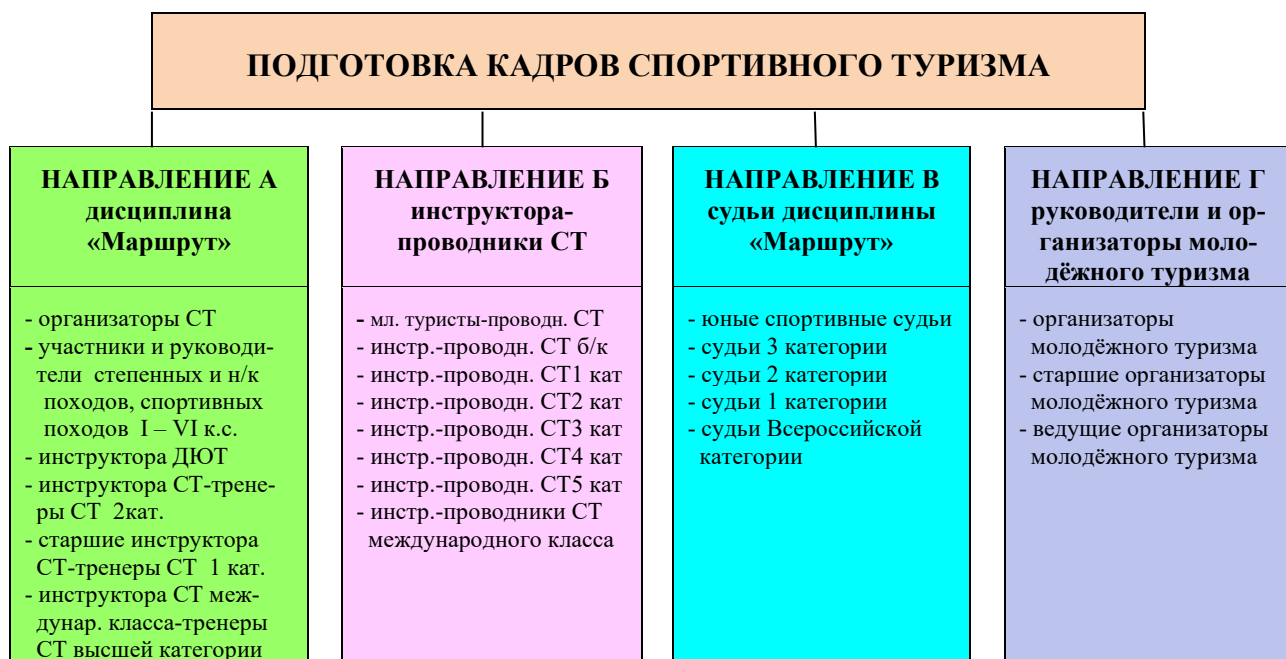 ПОДГОТОВКА КАДРОВ СПОРТИВНОГО ТУРИЗМА
НАПРАВЛЕНИЕ А
дисциплина
«Маршрут»
- организаторы СТ
- участники и руководи-
тели степенных и н/к
походов, спортивных
походов I – VI к.с.
- инструктора ДЮТ
- инструктора СТ-трене-
ры СТ 2кат.
- старшие инструктора
СТ-тренеры СТ 1 кат.
- инструктора СТ меж-
дунар. класса-тренеры
СТ высшей категории
НАПРАВЛЕНИЕ Б
инструктора-
проводники СТ
- мл. туристы-проводн. СТ
- инстр.-проводн. СТ б/к
- инстр.-проводн. СТ1 кат
- инстр.-проводн. СТ2 кат
- инстр.-проводн. СТ3 кат
- инстр.-проводн. СТ4 кат
- инстр.-проводн. СТ5 кат
- инстр.-проводники СТ
международного класса
НАПРАВЛЕНИЕ В
судьи дисциплины
«Маршрут»
- юные спортивные судьи
- судьи 3 категории
- судьи 2 категории
- судьи 1 категории
- судьи Всероссийской
категории
НАПРАВЛЕНИЕ Г
руководители и ор-
ганизаторы моло-
дёжного туризма
- организаторы
молодёжного туризма
- старшие организаторы
молодёжного туризма
- ведущие организаторы
молодёжного туризма